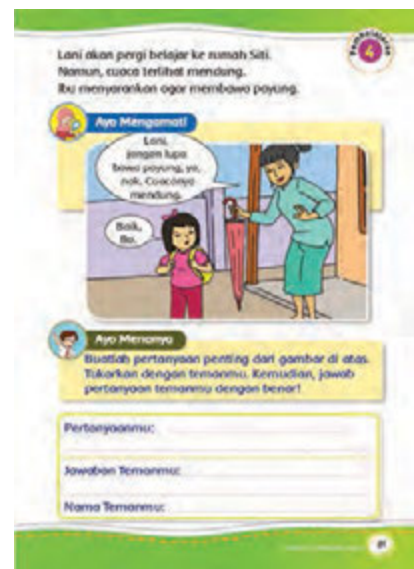 Pembelajaran
4
Lani akan pergi belajar ke rumah Siti.
Namun, cuaca terlihat mendung.
Ibu menyarankan agar membawa payung.
Ayo Mengamati
Lani,
jangan lupa
bawa payung, ya,
nak. Cuacanya
mendung.
Baik,
Bu.
Ayo Menanya
Buatlah pertanyaan penting dari gambar di atas.
Tukarkan dengan temanmu. Kemudian, jawab
pertanyaan temanmu dengan benar!
Pertanyaanmu:
Jawaban Temanmu:
Nama Temanmu: